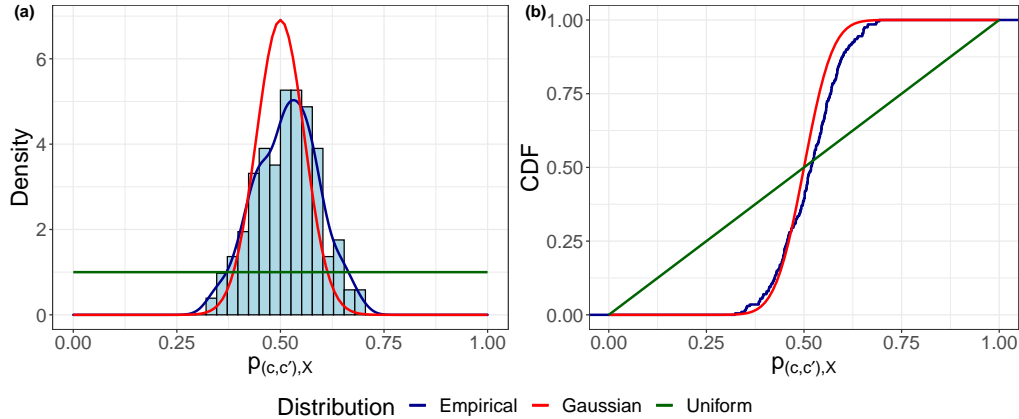 (a)
Density
6
4
2
0
0.00 0.25 0.50 0.75 1.00
p(c,c′),X
(b)
CDF
1.00
0.75
0.50
0.25
0.00
0.00 0.25 0.50 0.75 1.00
p(c,c′),X
Distribution Empirical Gaussian Uniform